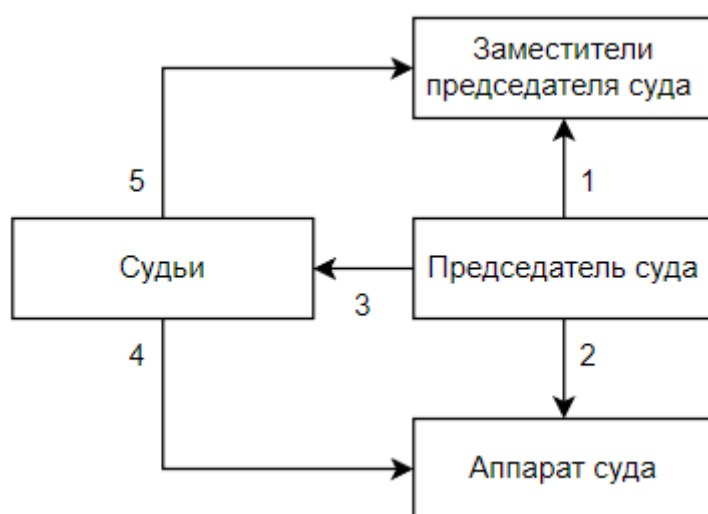 Заместители
председателя суда
5
1
Судьи
Председатель суда
3
4
2
Аппарат суда